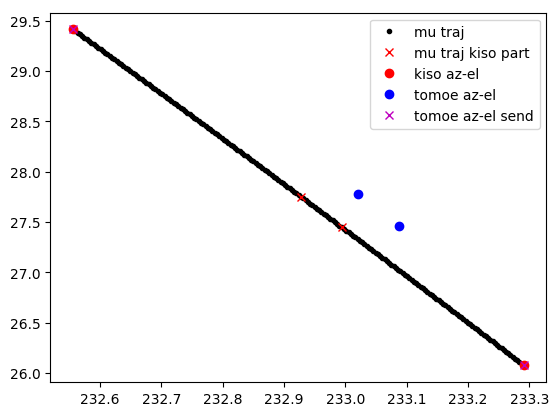 29.5
29.0
28.5
28.0
27.5
27.0
26.5
26.0
mu traj
mu traj kiso part
kiso az-el
tomoe az-el
tomoe az-el send
232.6 232.7 232.8 232.9 233.0 233.1 233.2 233.3